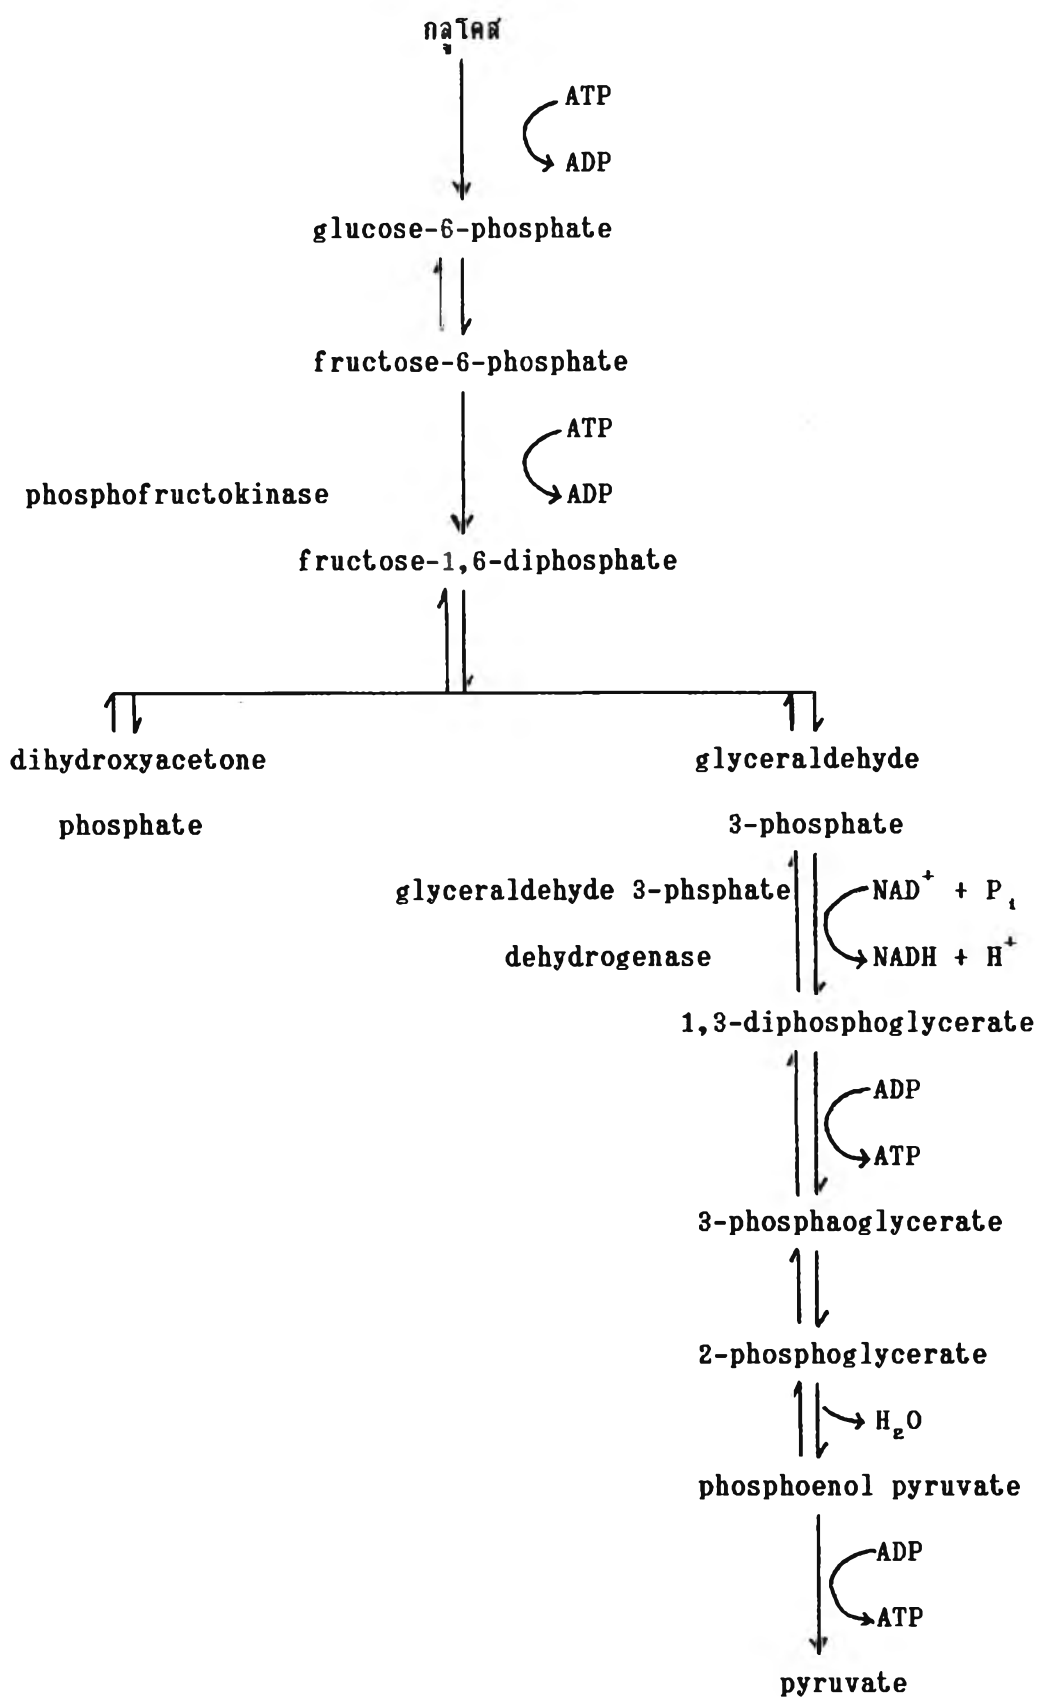 กลูโคส
ATP
ADP
glucose-6-phosphate
fructose-6-phosphate
ATP
phosphofructokinase
ADP
fructose-1,6-diphosphate
dihydroxyacetone
phosphate
glyceraldehyde
3-phosphate
glyceraldehyde 3-phsphate
NAD⁺ + Pᵢ
dehydrogenase
NADH + H⁺
1,3-diphosphoglycerate
ADP
ATP
3-phosphaoglycerate
2-phosphoglycerate
H₂O
phosphoenol pyruvate
ADP
ATP
pyruvate